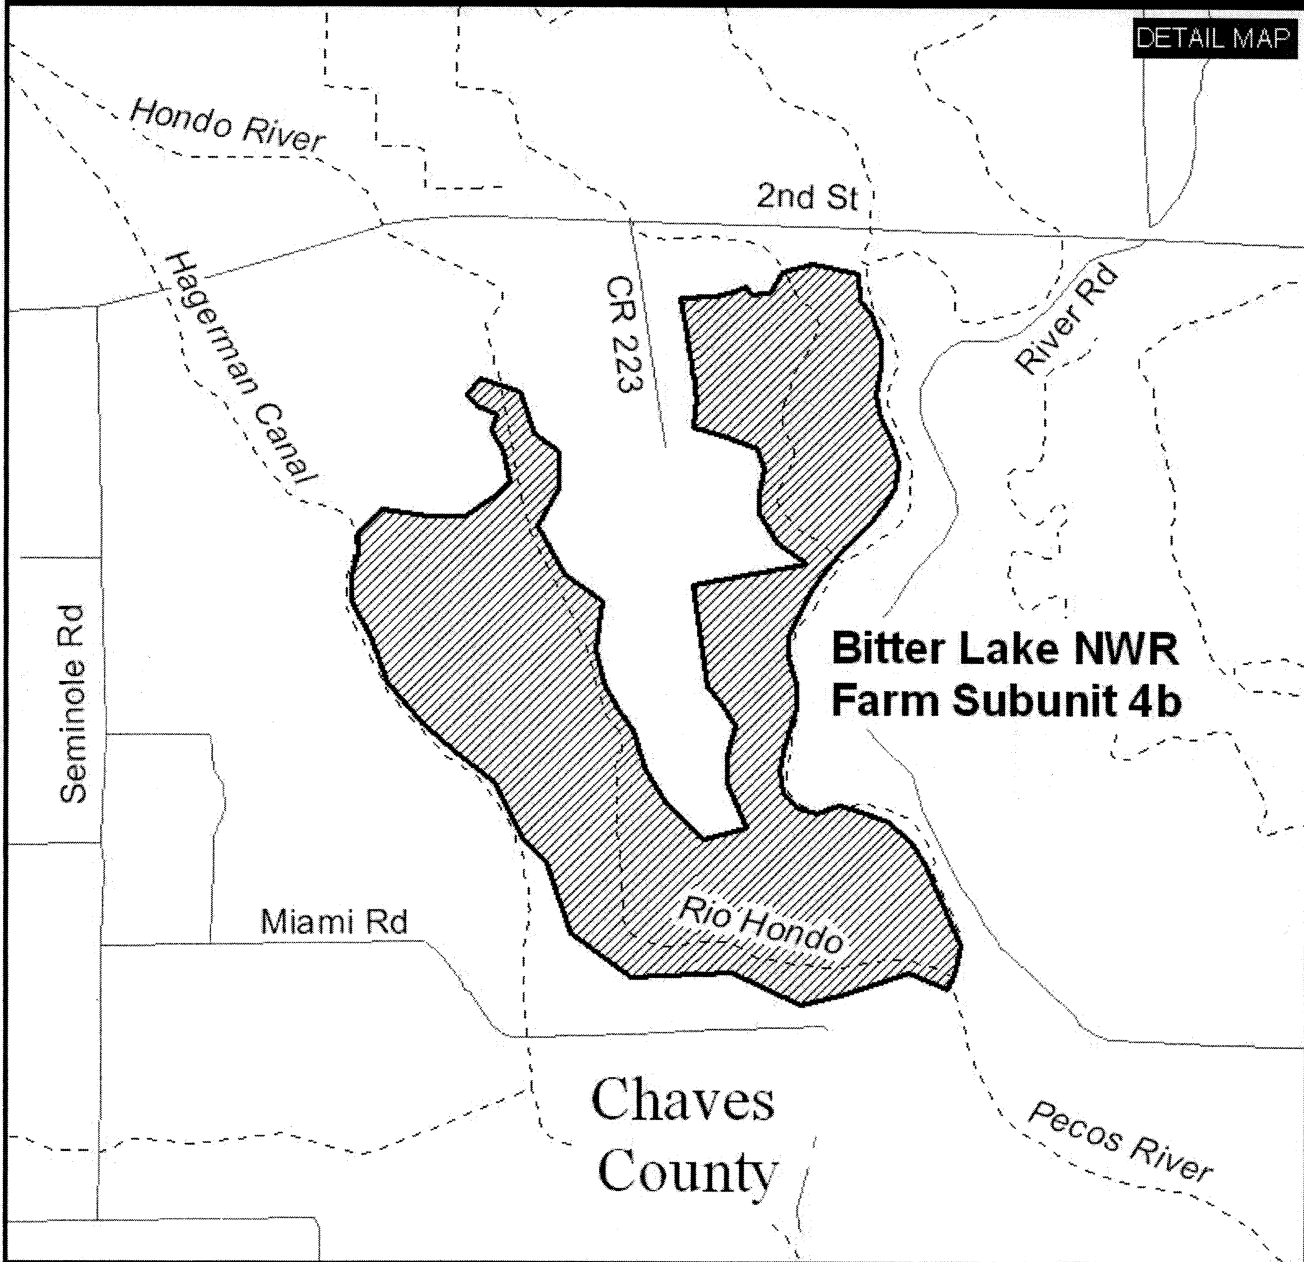 DETAIL MAP
Hondo River
2nd St
Hagerman Canal
CR 223
River Rd
Seminole Rd
Bitter Lake NWR
Farm Subunit 4b
Miami Rd
Rio Hondo
Chaves
County
Pecos River